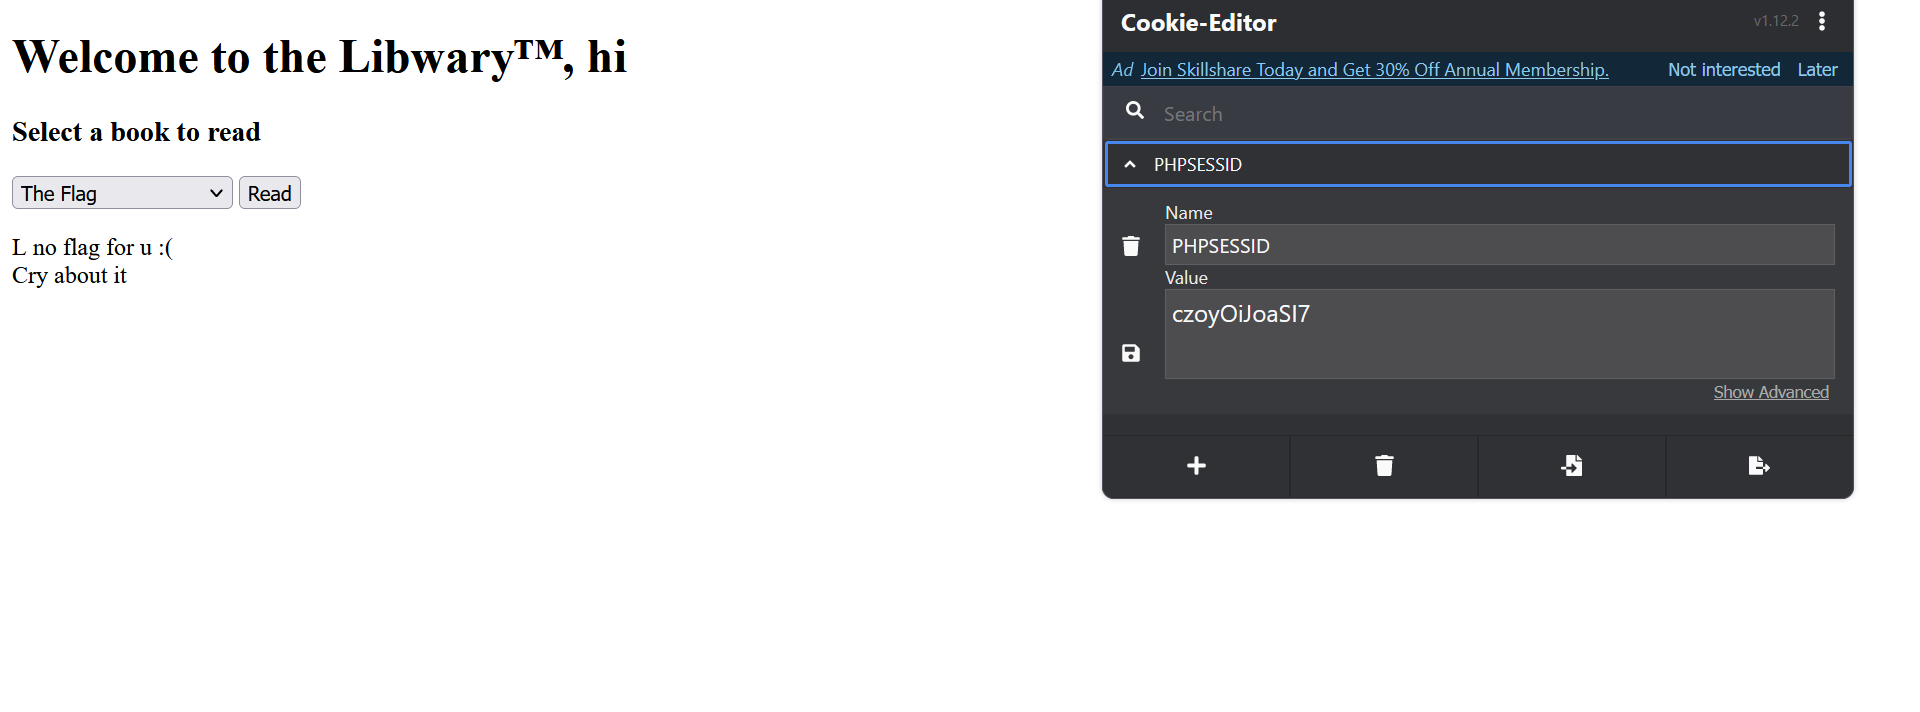 Welcome to the Libwary™, hi
Select a book to read
The Flag
Read
L no flag for u :(
Cry about it
Cookie-Editor
v1.12.2
Ad Join Skillshare Today and Get 30% Off Annual Membership. Not interested Later
Search
PHPSESSID
Name
PHPSESSID
Value
czoyOiJoaSI7
Show Advanced